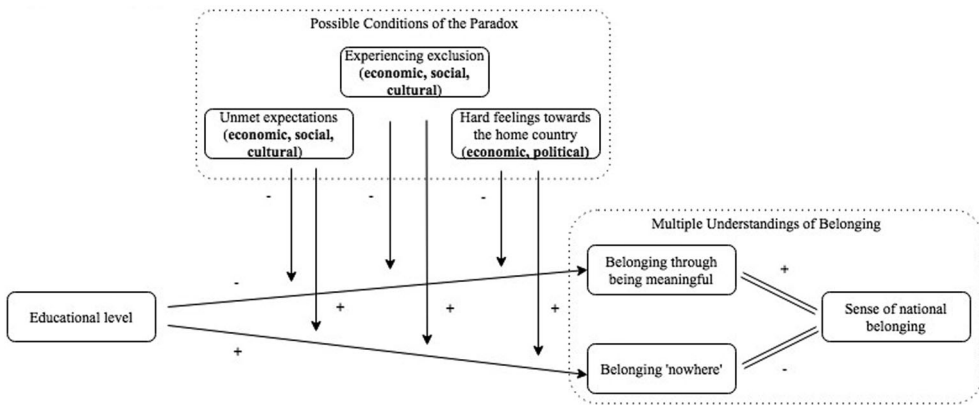 Possible Conditions of the Paradox
Experiencing exclusion
(economic, social,
cultural)
Unmet expectations
(economic, social,
cultural)
Hard feelings towards
the home country
(economic, political)
-
-
-
Multiple Understandings of Belonging
Belonging through
being meaningful
+
-
+
+
+
Educational level
Sense of national
belonging
+
Belonging 'nowhere'
-